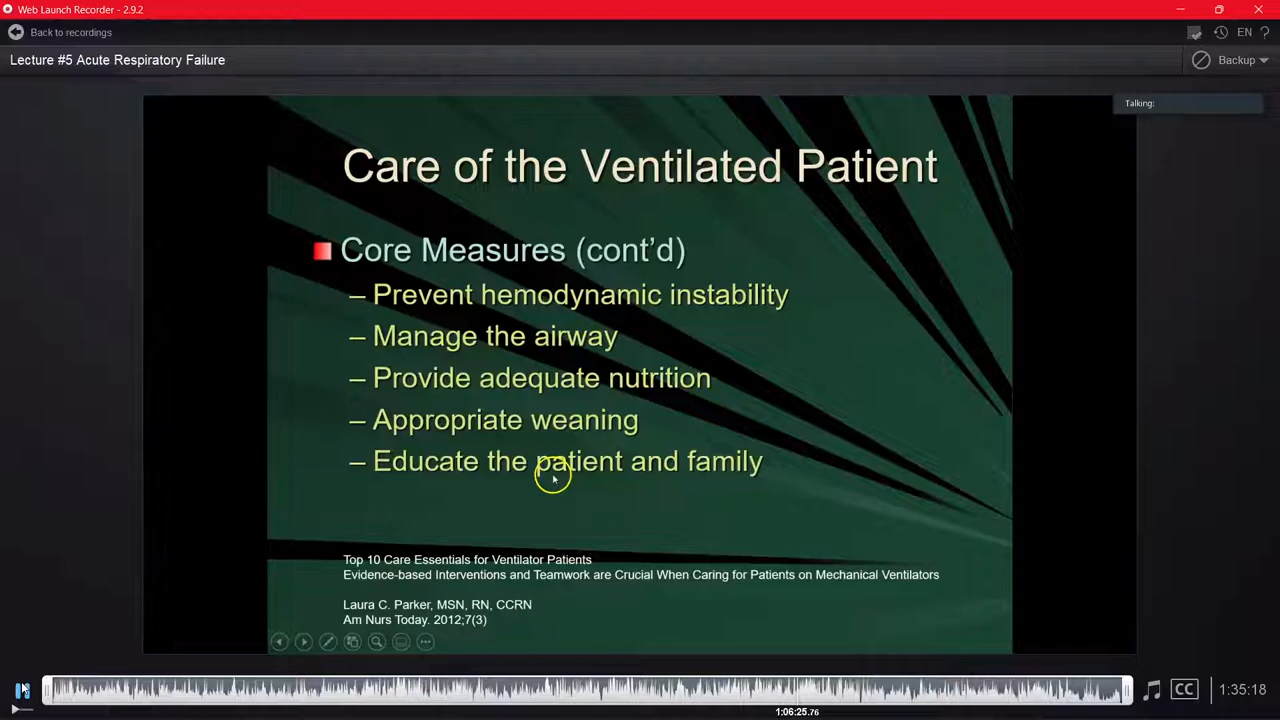 Web Launch Recorder - 2.9.2
Back to recordings
EN ?
Lecture #5 Acute Respiratory Failure
Backup
Talking:
Care of the Ventilated Patient
Core Measures (cont'd)
– Prevent hemodynamic instability
– Manage the airway
– Provide adequate nutrition
– Appropriate weaning
– Educate the patient and family
Top 10 Care Essentials for Ventilator Patients
Evidence-based Interventions and Teamwork are Crucial When Caring for Patients on Mechanical Ventilators
Laura C. Parker, MSN, RN, CCRN
Am Nurs Today. 2012;7(3)
CC
1:35:18
1:06:25.76